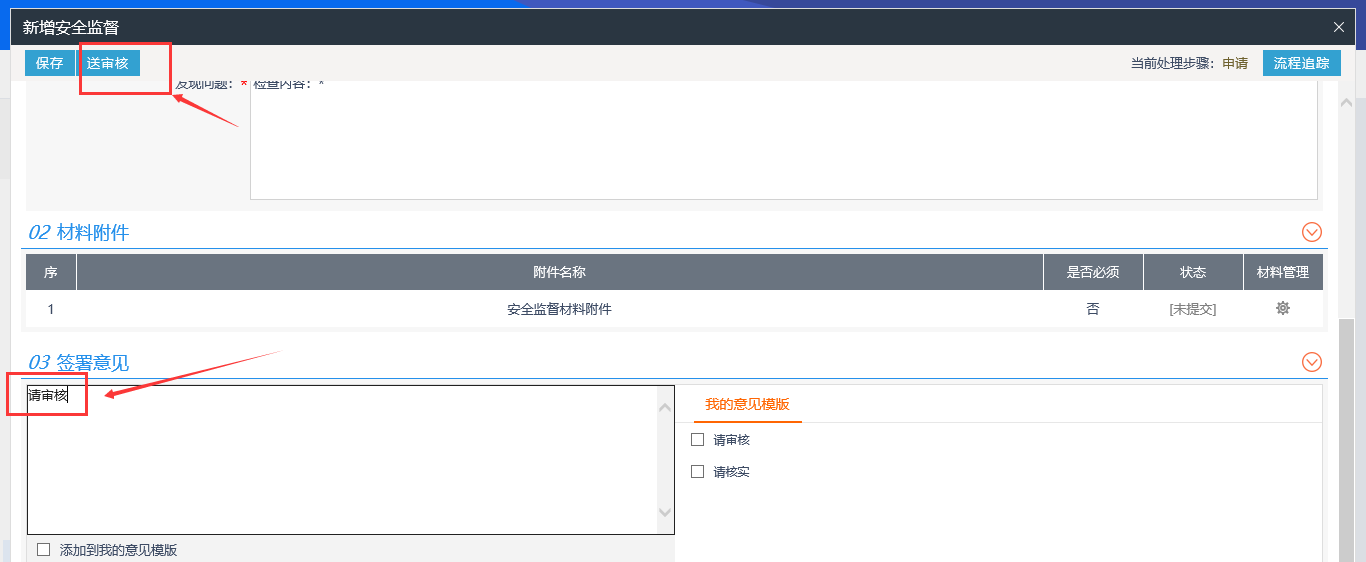 新增安全监督
保存 送审核 当前处理步骤：申请 流程追踪
发现问题：* 检查内容：*
02 材料附件
序 附件名称 是否必须 状态 材料管理
1 安全监督材料附件 否 [未提交]
03 签署意见
请审核
我的意见模版
请审核
请核实
添加到我的意见模版